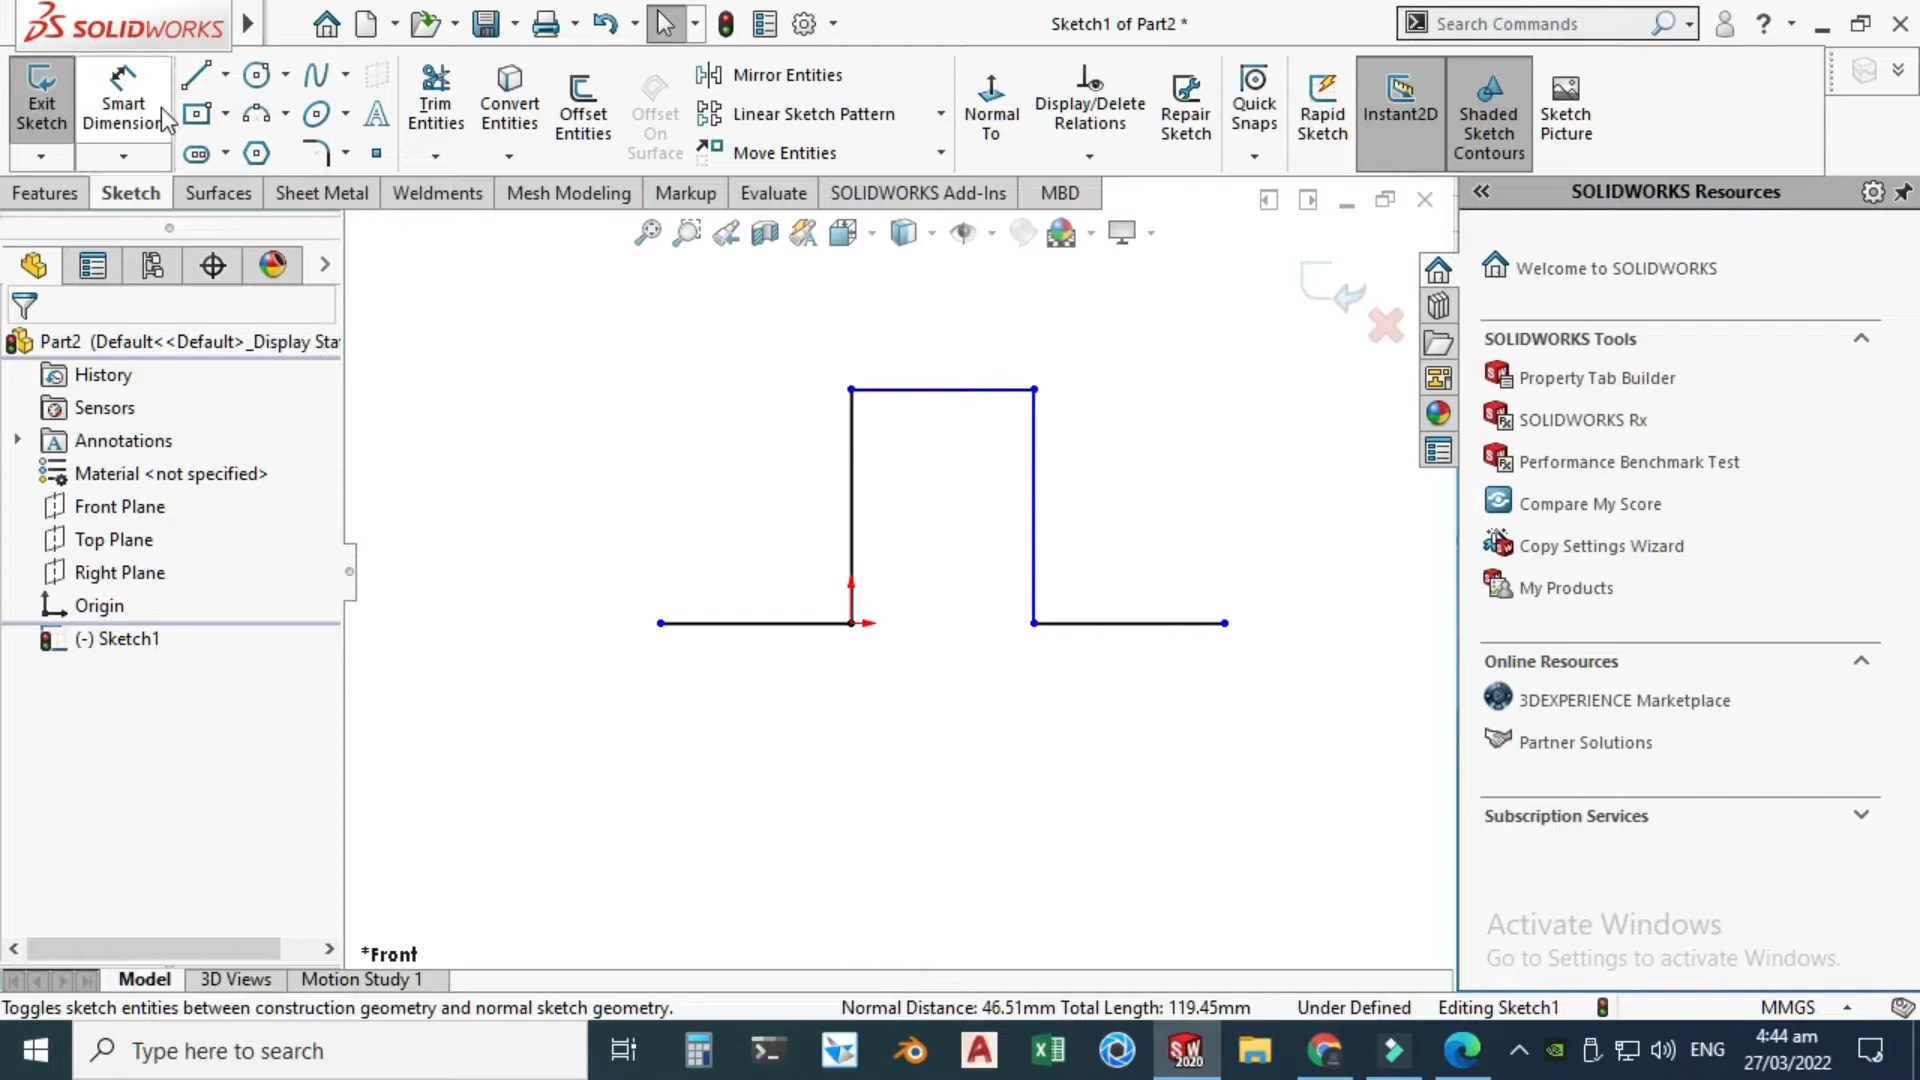 SOLIDWORKS
Sketch1 of Part2 *
Search Commands
Exit Sketch
Smart Dimension
Trim Entities
Convert Entities
Offset Entities
Offset On Surface
Mirror Entities
Linear Sketch Pattern
Move Entities
Normal To
Display/Delete Relations
Repair Sketch
Quick Snaps
Rapid Sketch
Instant2D
Shaded Sketch Contours
Sketch Picture
Features
Sketch
Surfaces
Sheet Metal
Weldments
Mesh Modeling
Markup
Evaluate
SOLIDWORKS Add-Ins
MBD
SOLIDWORKS Resources
Part2 (Default<<Default>_Display Sta
History
Sensors
Annotations
Material <not specified>
Front Plane
Top Plane
Right Plane
Origin
(-) Sketch1
*Front
Welcome to SOLIDWORKS
SOLIDWORKS Tools
Property Tab Builder
SOLIDWORKS Rx
Performance Benchmark Test
Compare My Score
Copy Settings Wizard
My Products
Online Resources
3DEXPERIENCE Marketplace
Partner Solutions
Subscription Services
Activate Windows
Go to Settings to activate Windows.
Model
3D Views
Motion Study 1
Toggles sketch entities between construction geometry and normal sketch geometry.
Normal Distance: 46.51mm Total Length: 119.45mm
Under Defined
Editing Sketch1
MMGS
Type here to search
SW 2020
ENG
4:44 am
27/03/2022